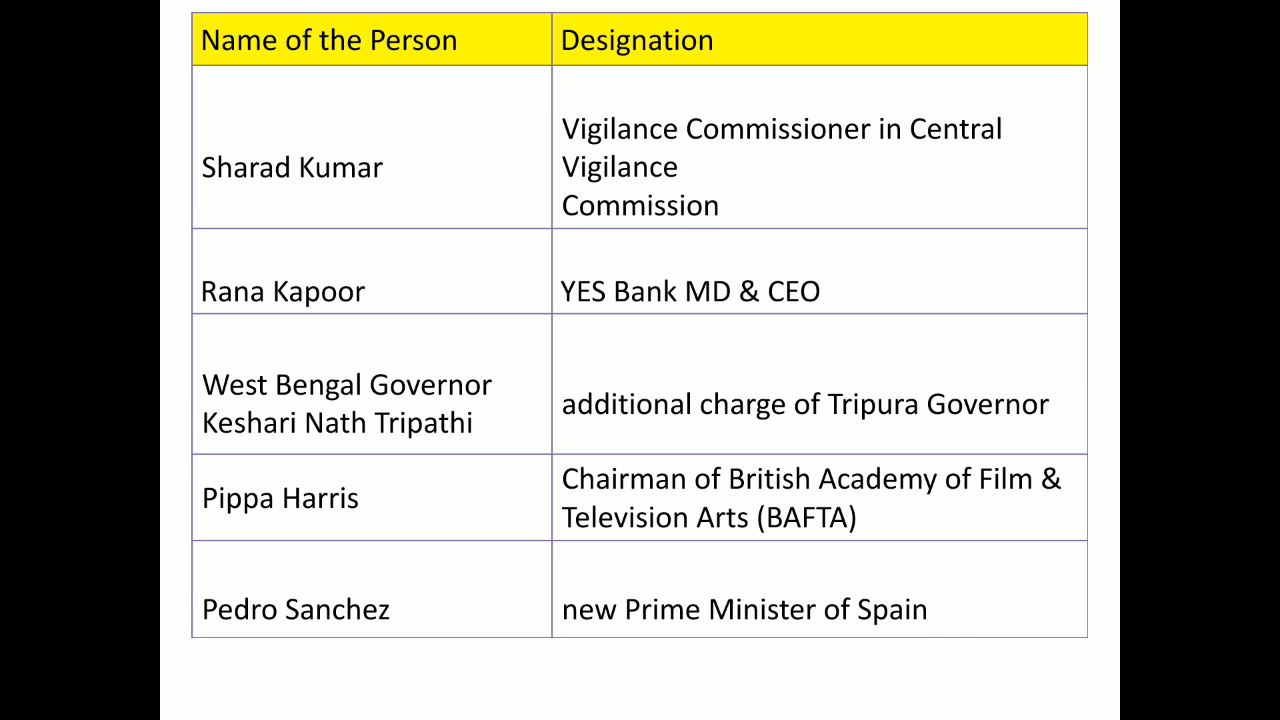 Name of the Person
Designation
Sharad Kumar
Vigilance Commissioner in Central
Vigilance
Commission
Rana Kapoor
YES Bank MD & CEO
West Bengal Governor
Keshari Nath Tripathi
additional charge of Tripura Governor
Pippa Harris
Chairman of British Academy of Film &
Television Arts (BAFTA)
Pedro Sanchez
new Prime Minister of Spain